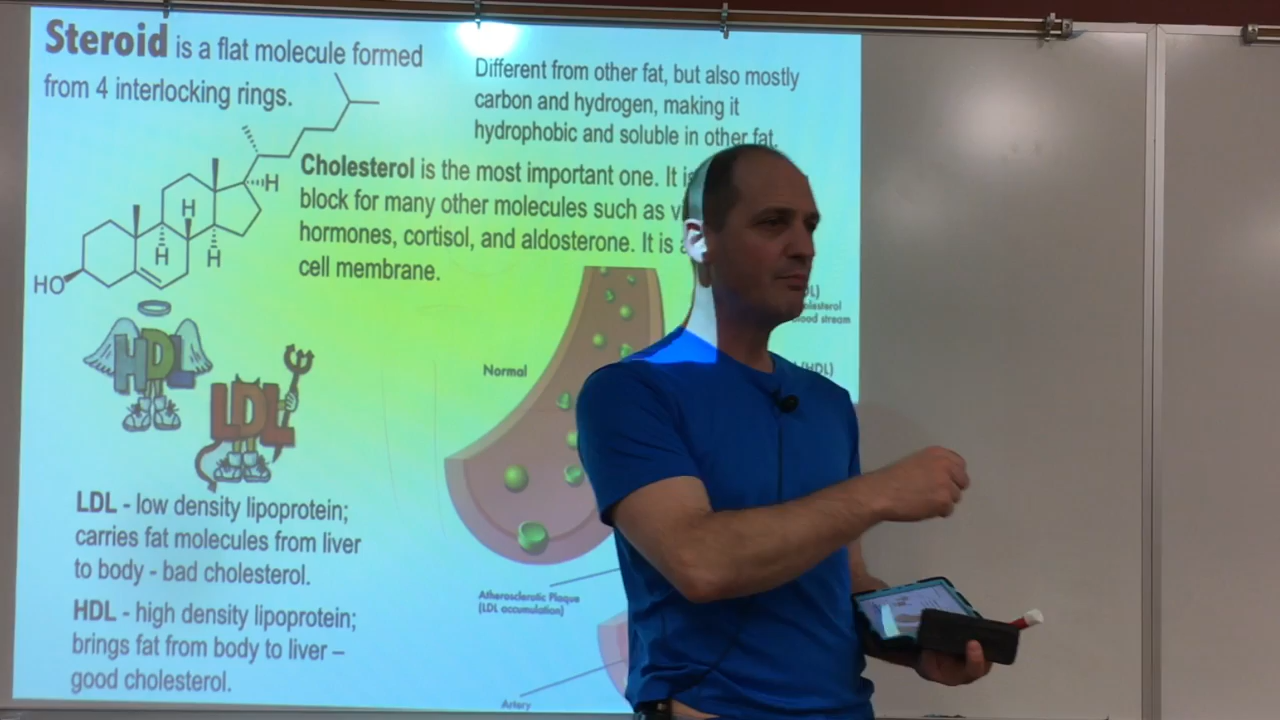 Steroid is a flat molecule formed
from 4 interlocking rings.
Different from other fat, but also mostly
carbon and hydrogen, making it
hydrophobic and soluble in other fat.
Cholesterol is the most important one. It is
block for many other molecules such as
hormones, cortisol, and aldosterone. It is
cell membrane.
H
H
H
H
HO
HDL
LDL
LDL - low density lipoprotein;
carries fat molecules from liver
to body - bad cholesterol.
HDL - high density lipoprotein;
brings fat from body to liver –
good cholesterol.
Normal
blood stream
(HDL)
Atherosclerotic Plaque
(LDL accumulation)
Artery